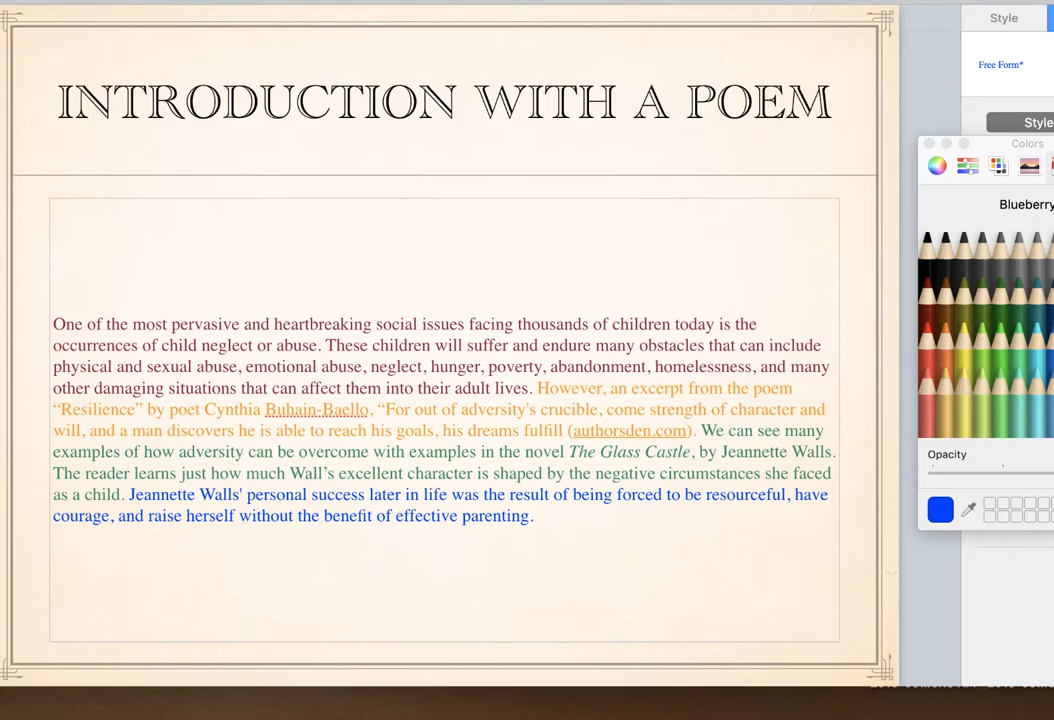 INTRODUCTION WITH A POEM
One of the most pervasive and heartbreaking social issues facing thousands of children today is the
occurrences of child neglect or abuse. These children will suffer and endure many obstacles that can include
physical and sexual abuse, emotional abuse, neglect, hunger, poverty, abandonment, homelessness, and many
other damaging situations that can affect them into their adult lives. However, an excerpt from the poem
“Resilience” by poet Cynthia Buhain-Baello, “For out of adversity's crucible, come strength of character and
will, and a man discovers he is able to reach his goals, his dreams fulfill (authorsden.com). We can see many
examples of how adversity can be overcome with examples in the novel The Glass Castle, by Jeannette Walls.
The reader learns just how much Wall’s excellent character is shaped by the negative circumstances she faced
as a child. Jeannette Walls' personal success later in life was the result of being forced to be resourceful, have
courage, and raise herself without the benefit of effective parenting.
Style
Free Form*
Style
Colors
Blueberry
Opacity